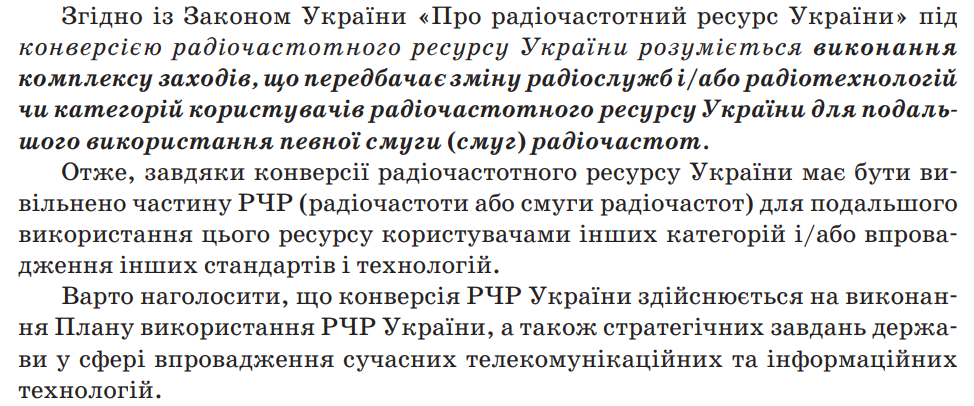 Згідно із Законом України «Про радіочастотний ресурс України» під
конверсією радіочастотного ресурсу України розуміється виконання
комплексу заходів, що передбачає зміну радіослужб і/або радіотехнологій
чи категорій користувачів радіочастотного ресурсу України для подаль-
шого використання певної смуги (смуг) радіочастот.
Отже, завдяки конверсії радіочастотного ресурсу України має бути ви-
вільнено частину РЧР (радіочастоти або смуги радіочастот) для подальшого
використання цього ресурсу користувачами інших категорій і/або впрова-
дження інших стандартів і технологій.
Варто наголосити, що конверсія РЧР України здійснюється на виконан-
ня Плану використання РЧР України, а також стратегічних завдань держа-
ви у сфері впровадження сучасних телекомунікаційних та інформаційних
технологій.